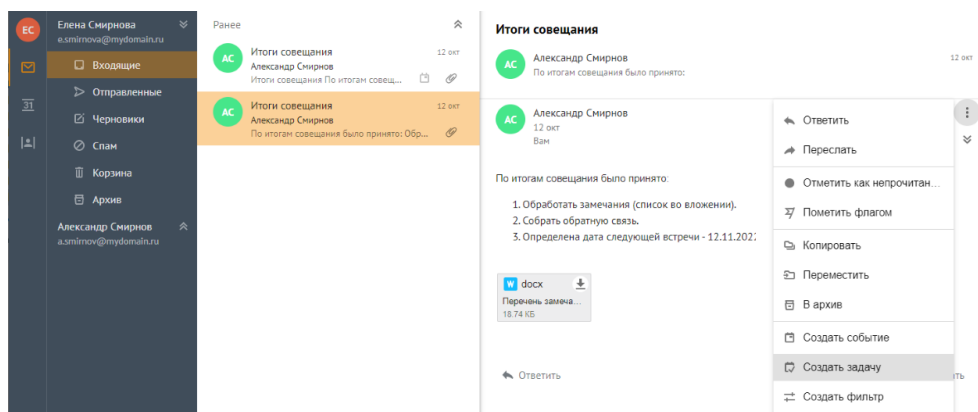 ЕС
Елена Смирнова
e.smirnova@mydomain.ru
Входящие
Отправленные
31
Черновики
Спам
Корзина
Архив
Александр Смирнов
a.smirnov@mydomain.ru
Ранее
АС
Итоги совещания
12 окт
Александр Смирнов
Итоги совещания По итогам совещ...
АС
Итоги совещания
12 окт
Александр Смирнов
По итогам совещания было принято: Обр...
Итоги совещания
АС
Александр Смирнов
12 окт
По итогам совещания было принято:
АС
Александр Смирнов
12 окт
Вам
По итогам совещания было принято:
1. Обработать замечания (список во вложении).
2. Собрать обратную связь.
3. Определена дата следующей встречи - 12.11.202
W docx
Перечень замеча...
18.74 КБ
Ответить
Ответить
Переслать
Отметить как непрочитан...
Пометить флагом
Копировать
Переместить
В архив
Создать событие
Создать задачу
Создать фильтр